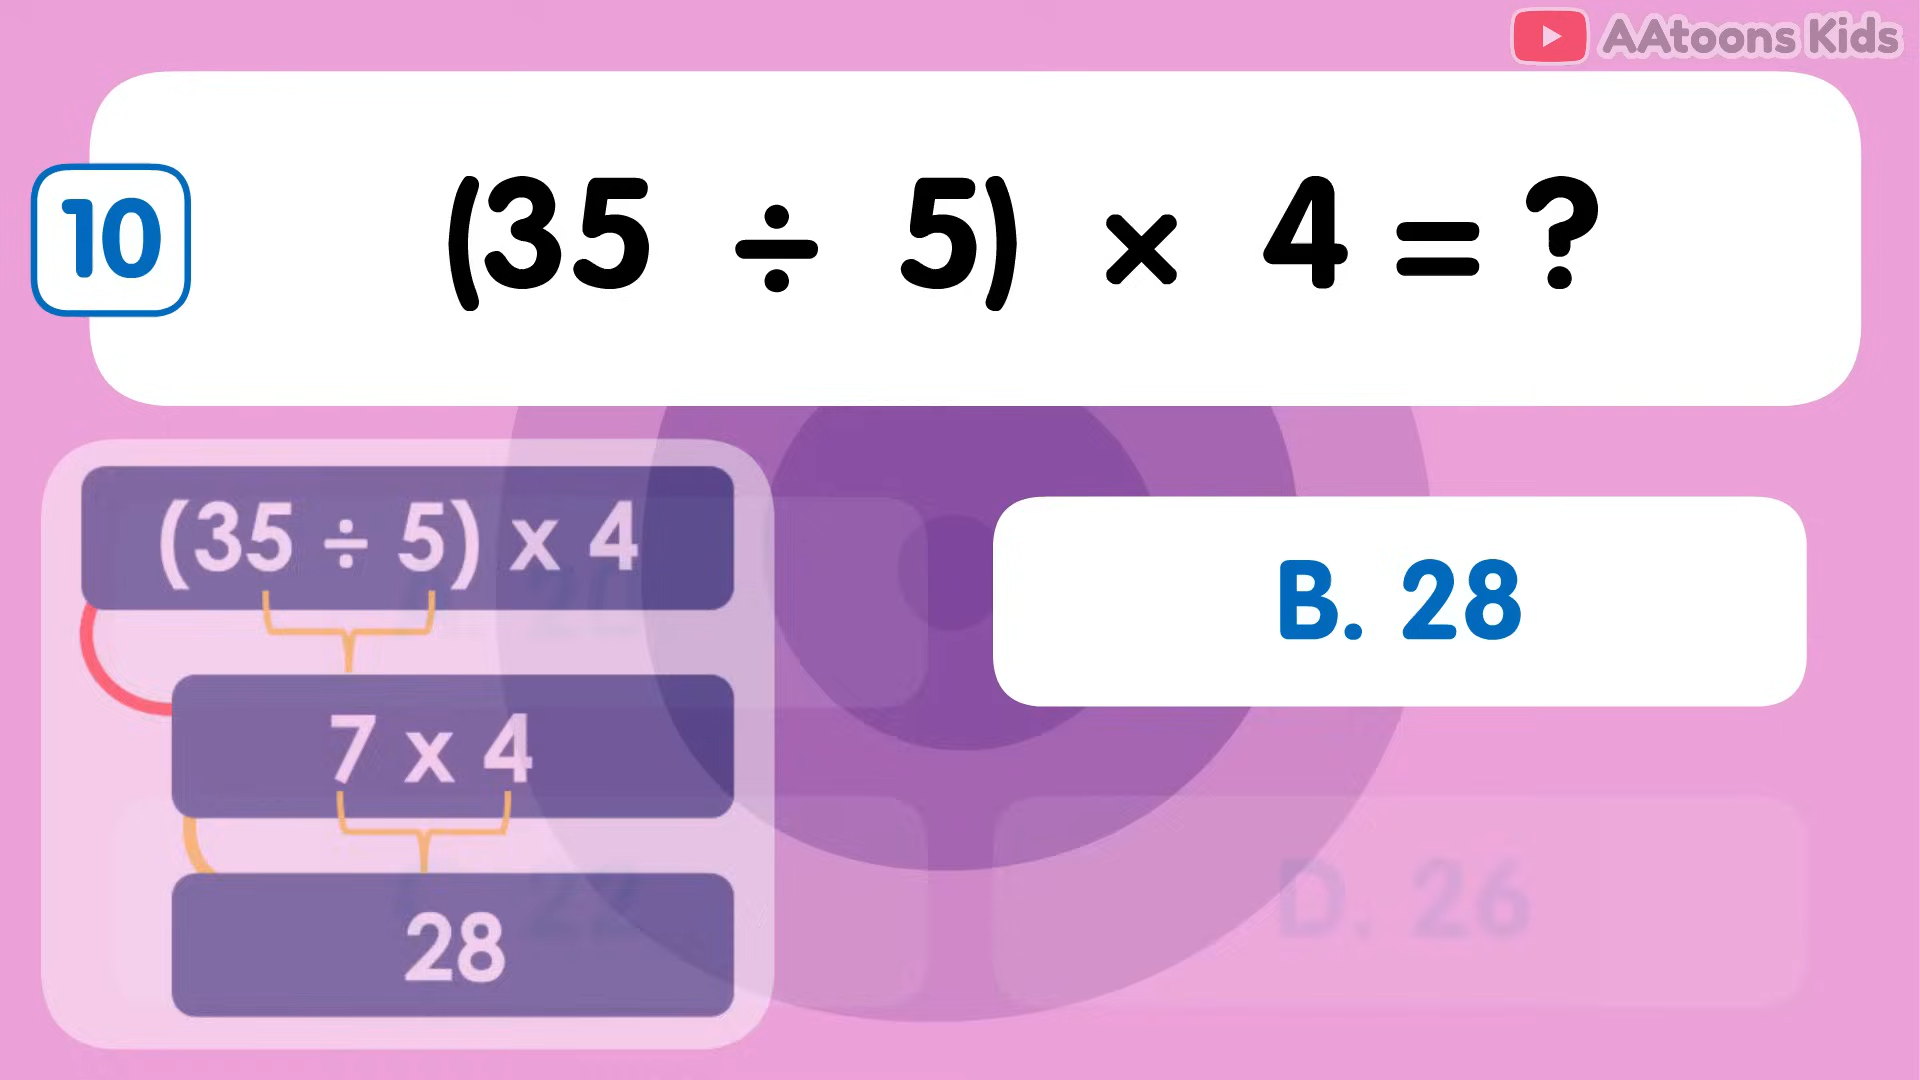 AAtoons Kids
10
(35 ÷ 5) × 4 = ?
(35 ÷ 5) x 4
7 x 4
28
B. 28
D. 26